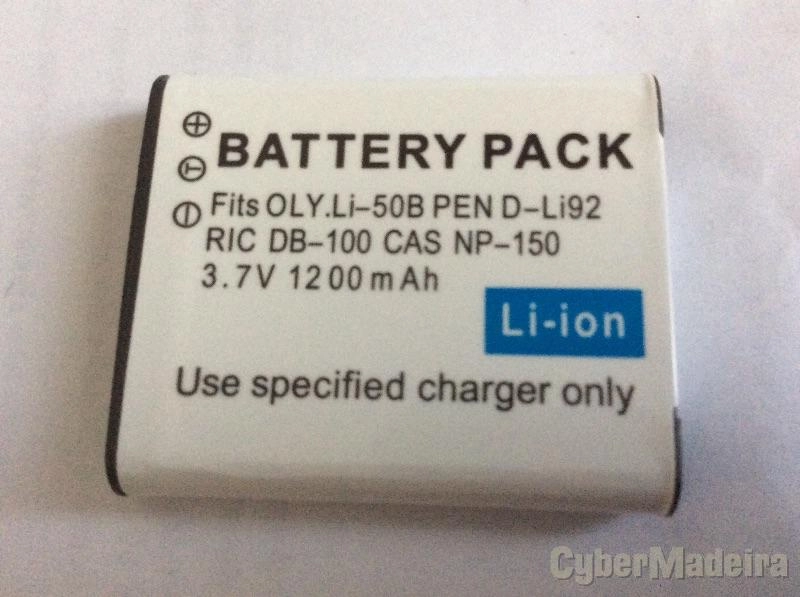 BATTERY PACK
Fits OLY.Li-50B PEN D-Li92
RIC DB-100 CAS NP-150
3.7V 1200mAh
Li-ion
Use specified charger only
CyberMadeira